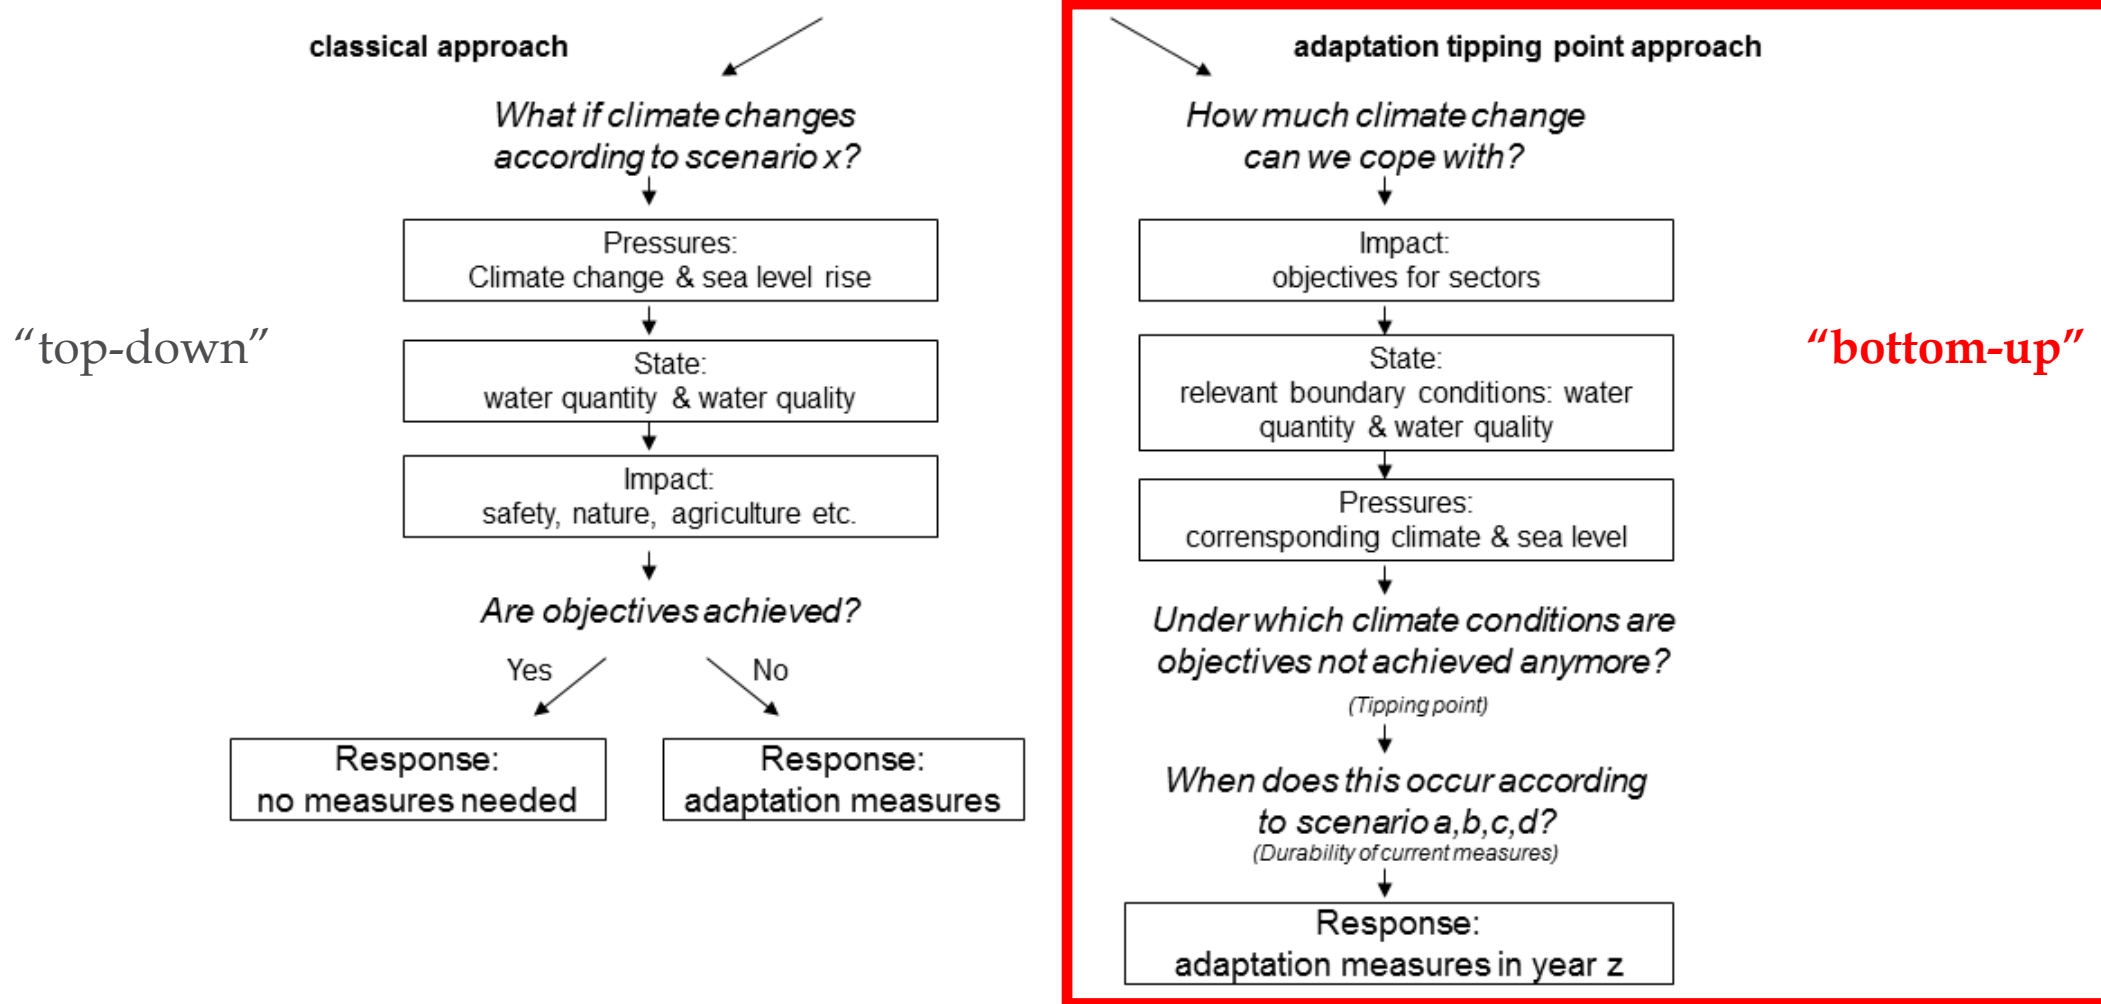 classical approach
What if climate changes
according to scenario x?
Pressures:
Climate change & sea level rise
“top-down”
State:
water quantity & water quality
Impact:
safety, nature, agriculture etc.
Are objectives achieved?
Yes
No
Response:
no measures needed
Response:
adaptation measures
adaptation tipping point approach
How much climate change
can we cope with?
Impact:
objectives for sectors
“bottom-up”
State:
relevant boundary conditions: water
quantity & water quality
Pressures:
corrensponding climate & sea level
Under which climate conditions are
objectives not achieved anymore?
(Tipping point)
When does this occur according
to scenario a,b,c,d?
(Durability of current measures)
Response:
adaptation measures in year z